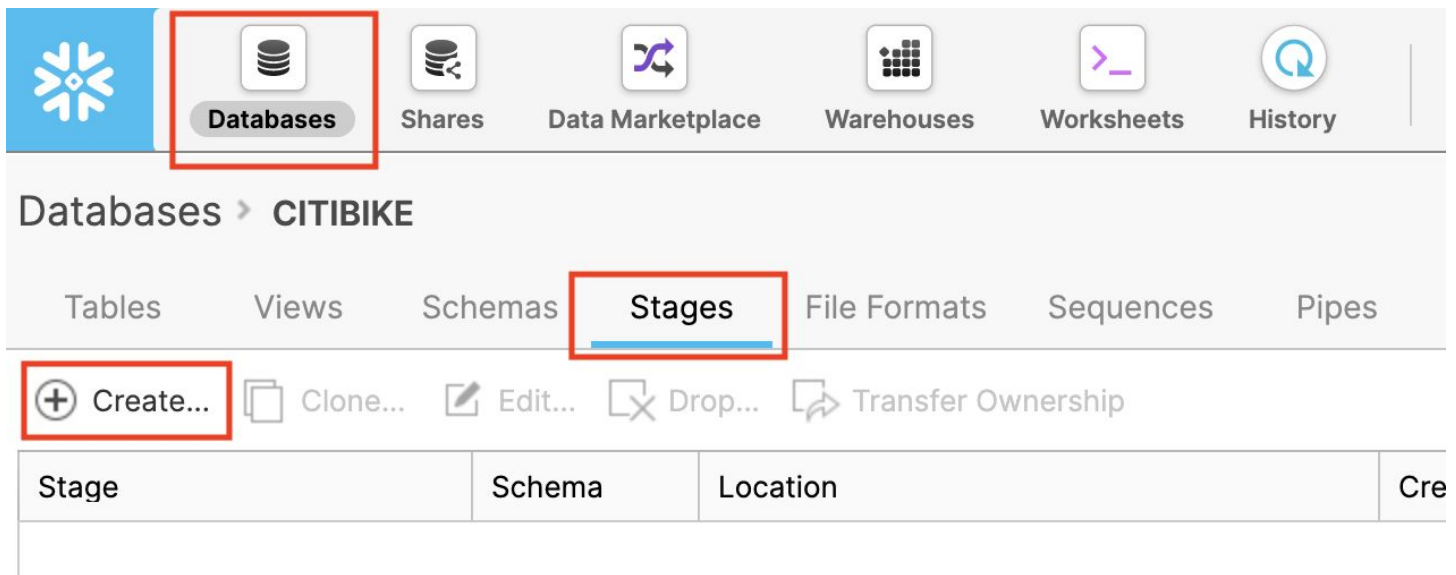 Databases Shares Data Marketplace Warehouses Worksheets History
Databases > CITIBIKE
Tables Views Schemas Stages File Formats Sequences Pipes
Create... Clone... Edit... Drop... Transfer Ownership
Stage Schema Location Cre